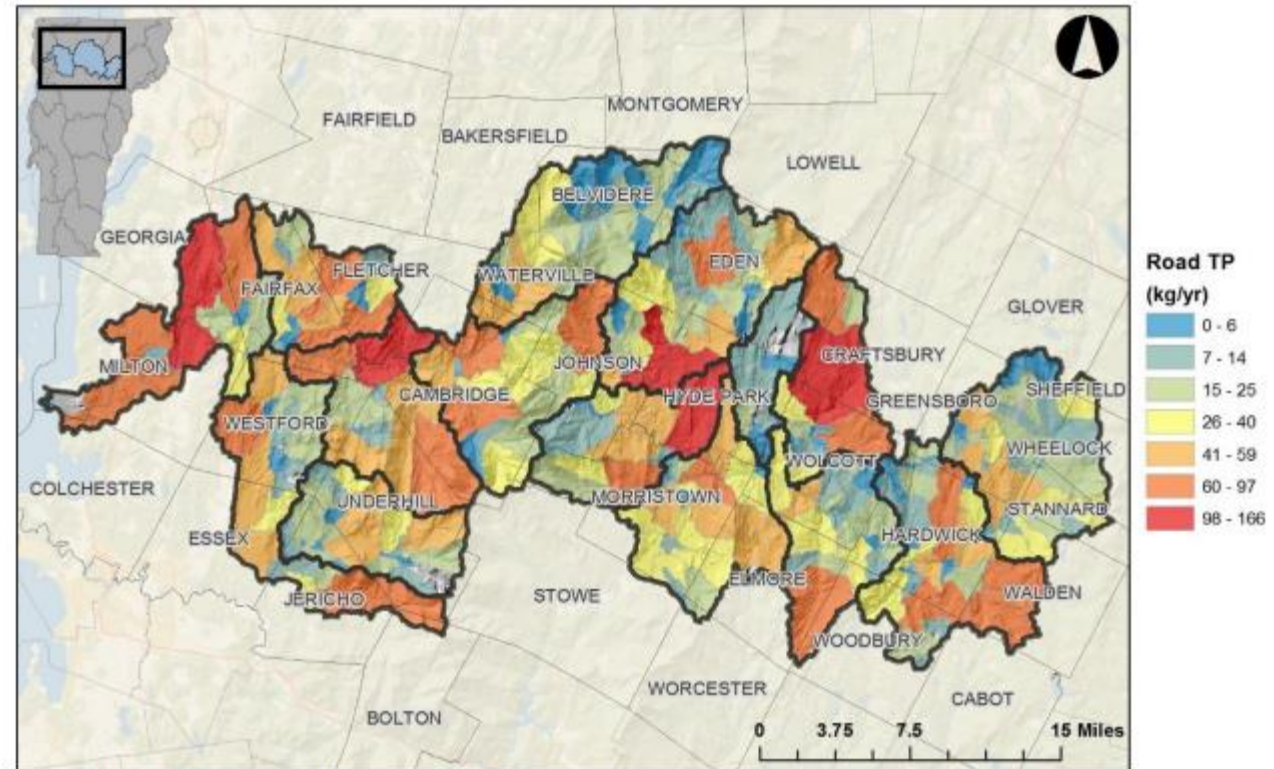 MONTGOMERY
FAIRFIELD
BAKERSFIELD
LOWELL
BELVIDERE
GEORGIA
EDEN
FLETCHER
WATERVILLE
FAIRFAX
GLOVER
MILTON
JOHNSON
CRAFTSBURY
CAMBRIDGE
HYDE PARK
GREENSBORO
SHEFFIELD
WESTFORD
WHEELOCK
WOLCOTT
COLCHESTER
UNDERHILL
MORRISTOWN
STANNARD
ESSEX
HARDWICK
ELMORE
JERICHO
STOWE
WALDEN
WOODBURY
WORCESTER
CABOT
BOLTON
0 3.75 7.5 15 Miles
Road TP
(kg/yr)
0 - 6
7 - 14
15 - 25
26 - 40
41 - 59
60 - 97
98 - 166